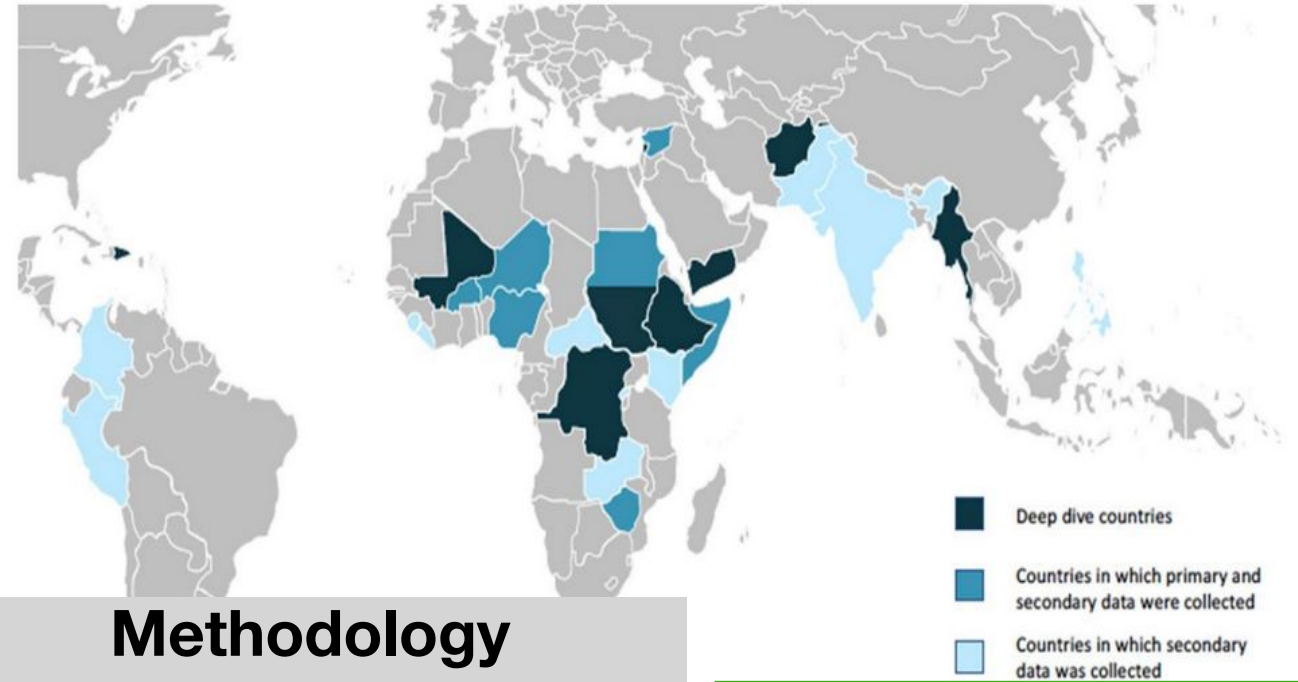 Deep dive countries
Countries in which primary and
secondary data were collected
Countries in which secondary
data was collected
Methodology